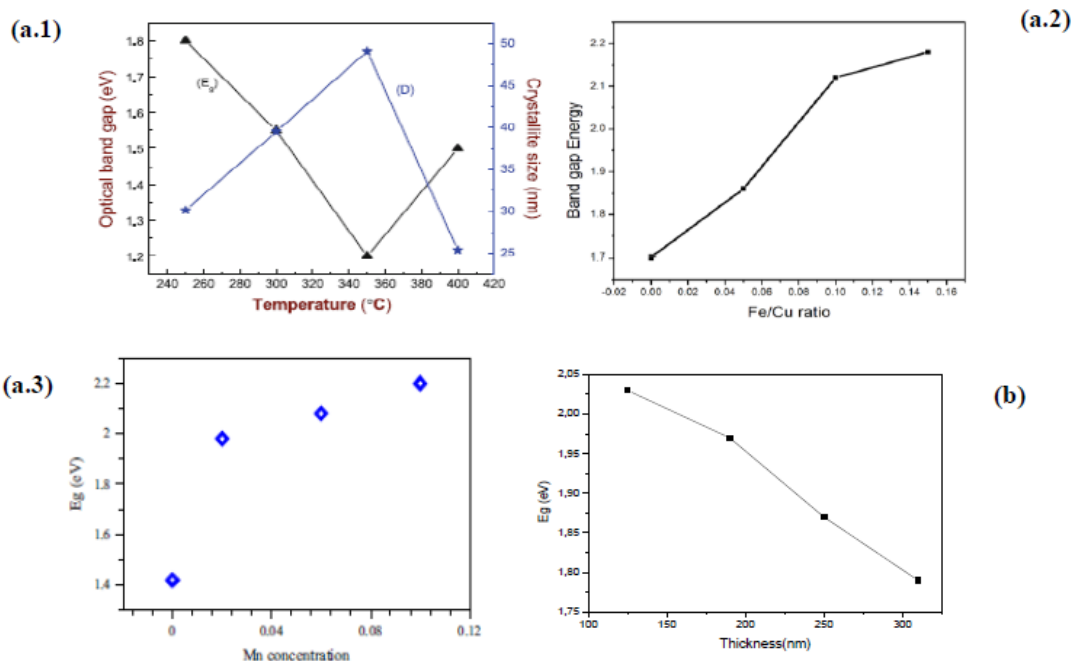 (a.1)
Optical band gap (eV)
1.8
1.8
1.6
1.5
1.4
1.3
1.2
(E_g)
(D)
50
45
40
35
30
25
Crystallite size (nm)
240 260 280 300 320 340 360 380 400 420
Temperature (°C)
(a.2)
Band gap Energy
2.2
2.1
2.0
1.9
1.8
1.7
-0.02 0.00 0.02 0.04 0.06 0.08 0.10 0.12 0.14 0.16
Fe/Cu ratio
(a.3)
Eg (eV)
2.2
2
1.8
1.6
1.4
0 0.04 0.08 0.12
Mn concentration
(b)
Eg (eV)
2,05
2,00
1,95
1,90
1,85
1,80
1,75
100 150 200 250 300
Thickness(nm)